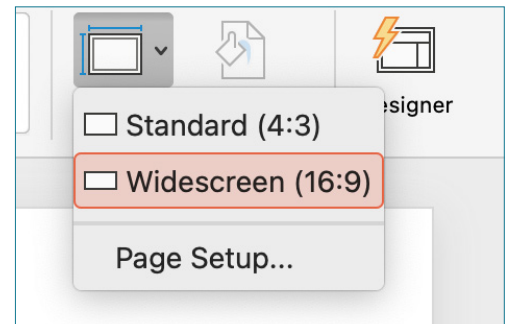 esigner
Standard (4:3)
Widescreen (16:9)
Page Setup...